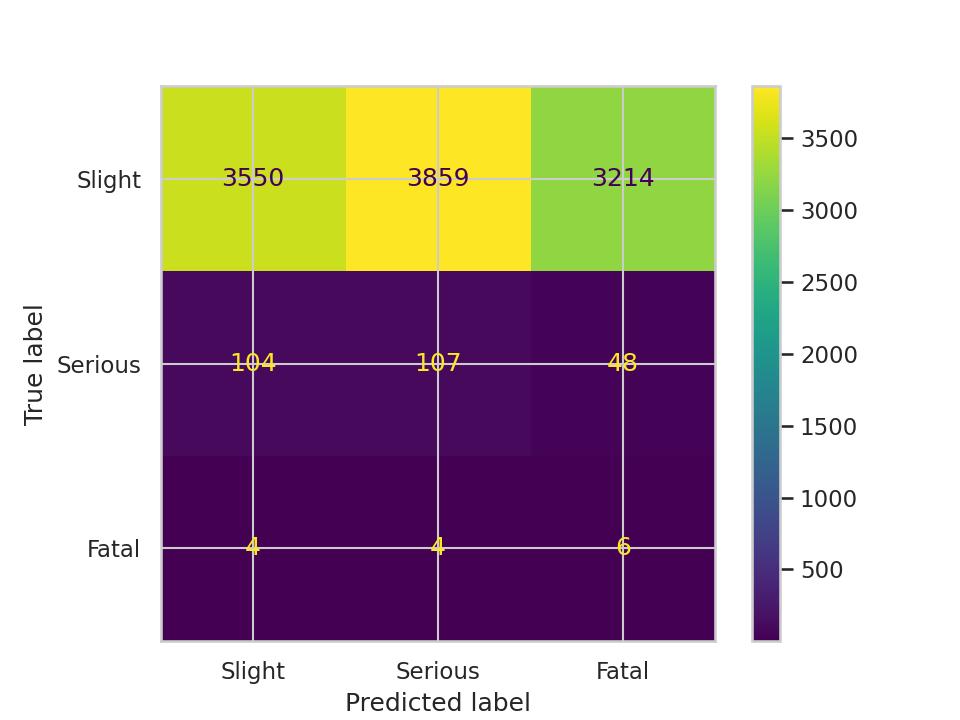 Slight 3550 3859 3214
Serious 104 107 48
Fatal 4 4 6
Slight Serious Fatal
Predicted label
True label
3500
3000
2500
2000
1500
1000
500